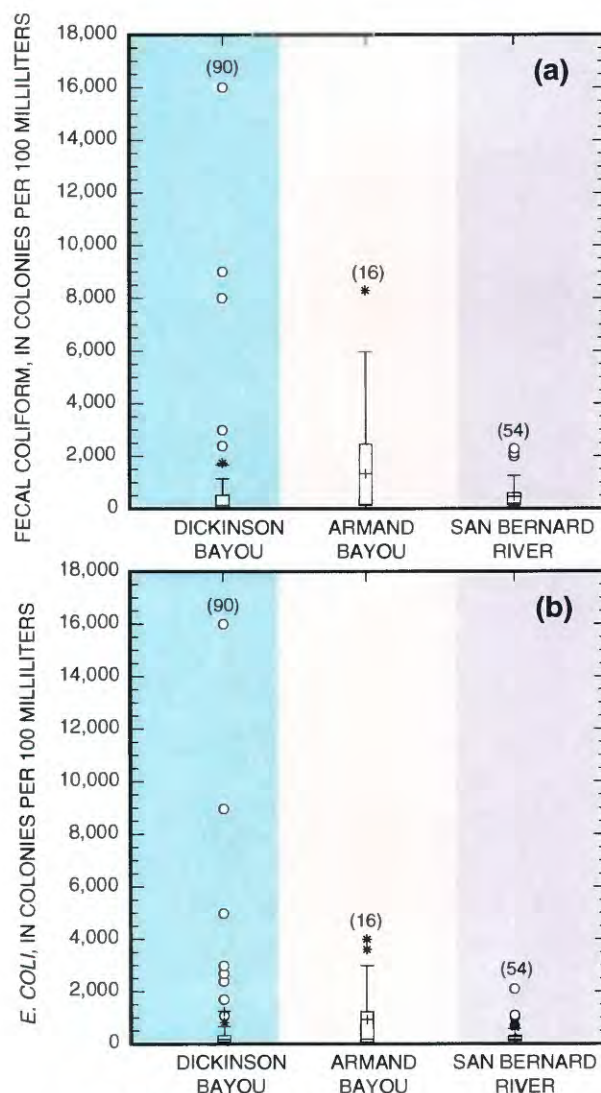 FECAL COLIFORM, IN COLONIES PER 100 MILLILITERS
18,000
16,000
14,000
12,000
10,000
8,000
6,000
4,000
2,000
0
(a)
(90)
(16)
(54)
DICKINSON BAYOU
ARMAND BAYOU
SAN BERNARD RIVER
E. COLI, IN COLONIES PER 100 MILLILITERS
18,000
16,000
14,000
12,000
10,000
8,000
6,000
4,000
2,000
0
(b)
(90)
(16)
(54)
DICKINSON BAYOU
ARMAND BAYOU
SAN BERNARD RIVER